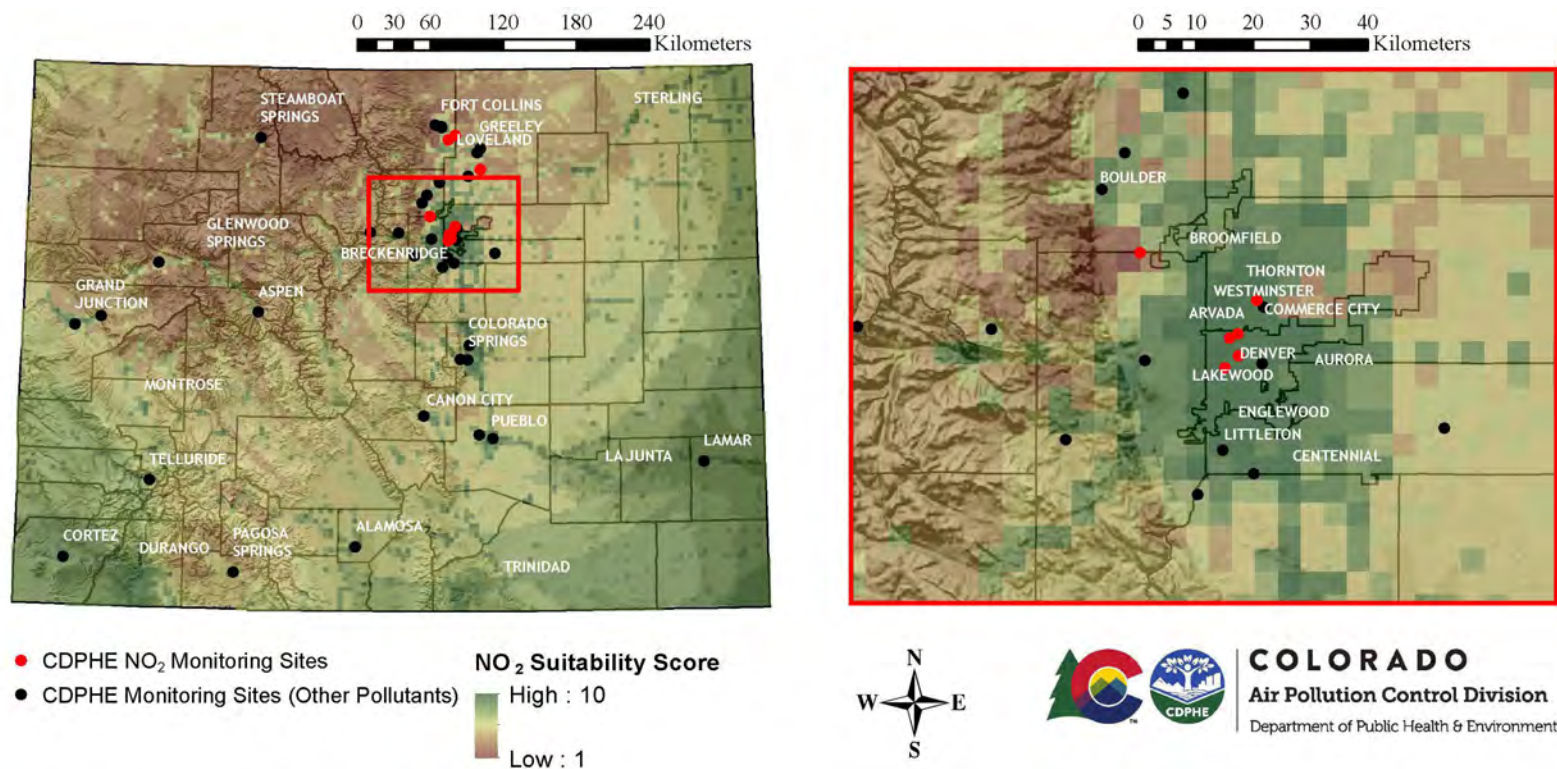 0 30 60 120 180 240
Kilometers
0 5 10 20 30 40
Kilometers
STEAMBOAT
SPRINGS
FORT COLLINS
STERLING
GREELEY
LOVELAND
GLENWOOD
SPRINGS
BRECKENRIDGE
GRAND
JUNCTION
ASPEN
COLORADO
SPRINGS
MONTROSE
CANON CITY
PUEBLO
LAMAR
LA JUNTA
TELLURIDE
CORTEZ
DURANGO
PAGOSA
SPRINGS
ALAMOSA
TRINIDAD
BOULDER
BROOMFIELD
THORNTON
WESTMINSTER
COMMERCE CITY
ARVADA
DENVER
AURORA
LAKEWOOD
ENGLEWOOD
LITTLETON
CENTENNIAL
CDPHE NO₂ Monitoring Sites
CDPHE Monitoring Sites (Other Pollutants)
NO₂ Suitability Score
High : 10
Low : 1
N
W E
S
CDPHE
TM
COLORADO
Air Pollution Control Division
Department of Public Health & Environment